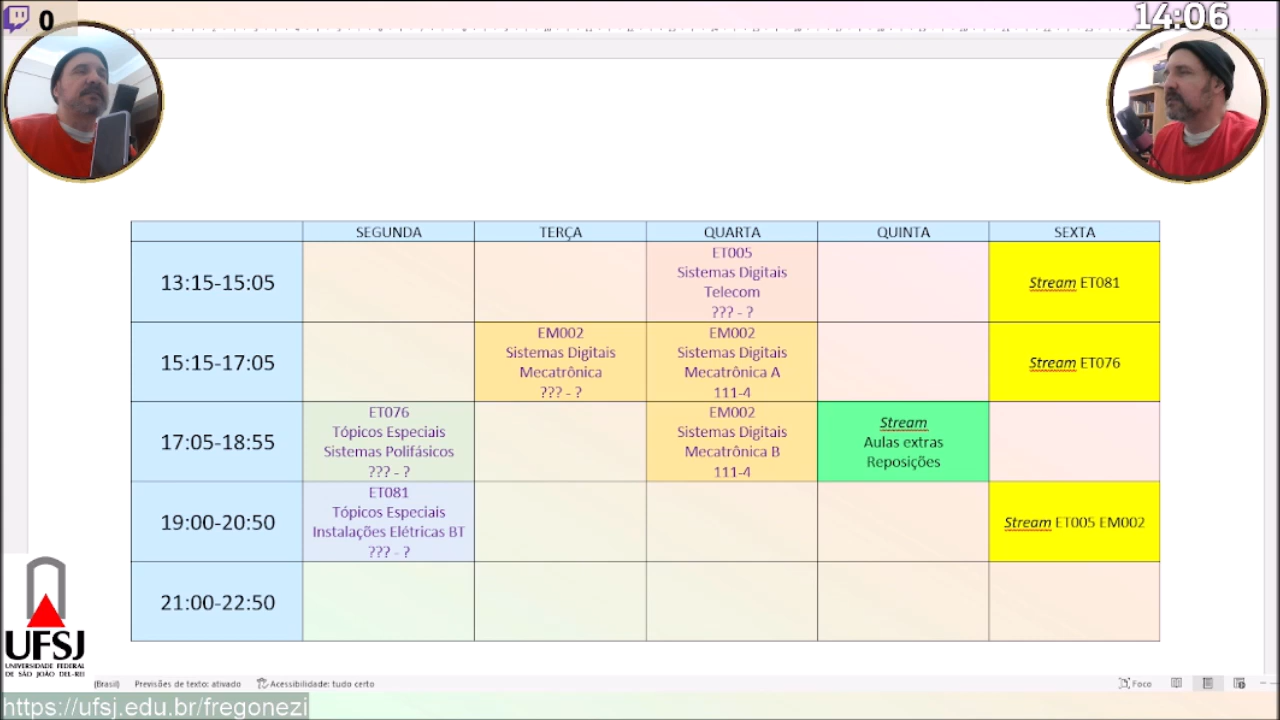 0
14:06
SEGUNDA
TERÇA
QUARTA
QUINTA
SEXTA
13:15-15:05
ET005
Sistemas Digitais
Telecom
??? - ?
Stream ET081
15:15-17:05
EM002
Sistemas Digitais
Mecatrônica
??? - ?
EM002
Sistemas Digitais
Mecatrônica A
111-4
Stream ET076
17:05-18:55
ET076
Tópicos Especiais
Sistemas Polifásicos
??? - ?
EM002
Sistemas Digitais
Mecatrônica B
111-4
Stream
Aulas extras
Reposições
19:00-20:50
ET081
Tópicos Especiais
Instalações Elétricas BT
??? - ?
Stream ET005 EM002
21:00-22:50
UFSJ
UNIVERSIDADE FEDERAL
DE SÃO JOÃO DEL-REI
(Brasil)
Previsões de texto: ativado
Acessibilidade: tudo certo
Foco
https://ufsj.edu.br/fregonezi